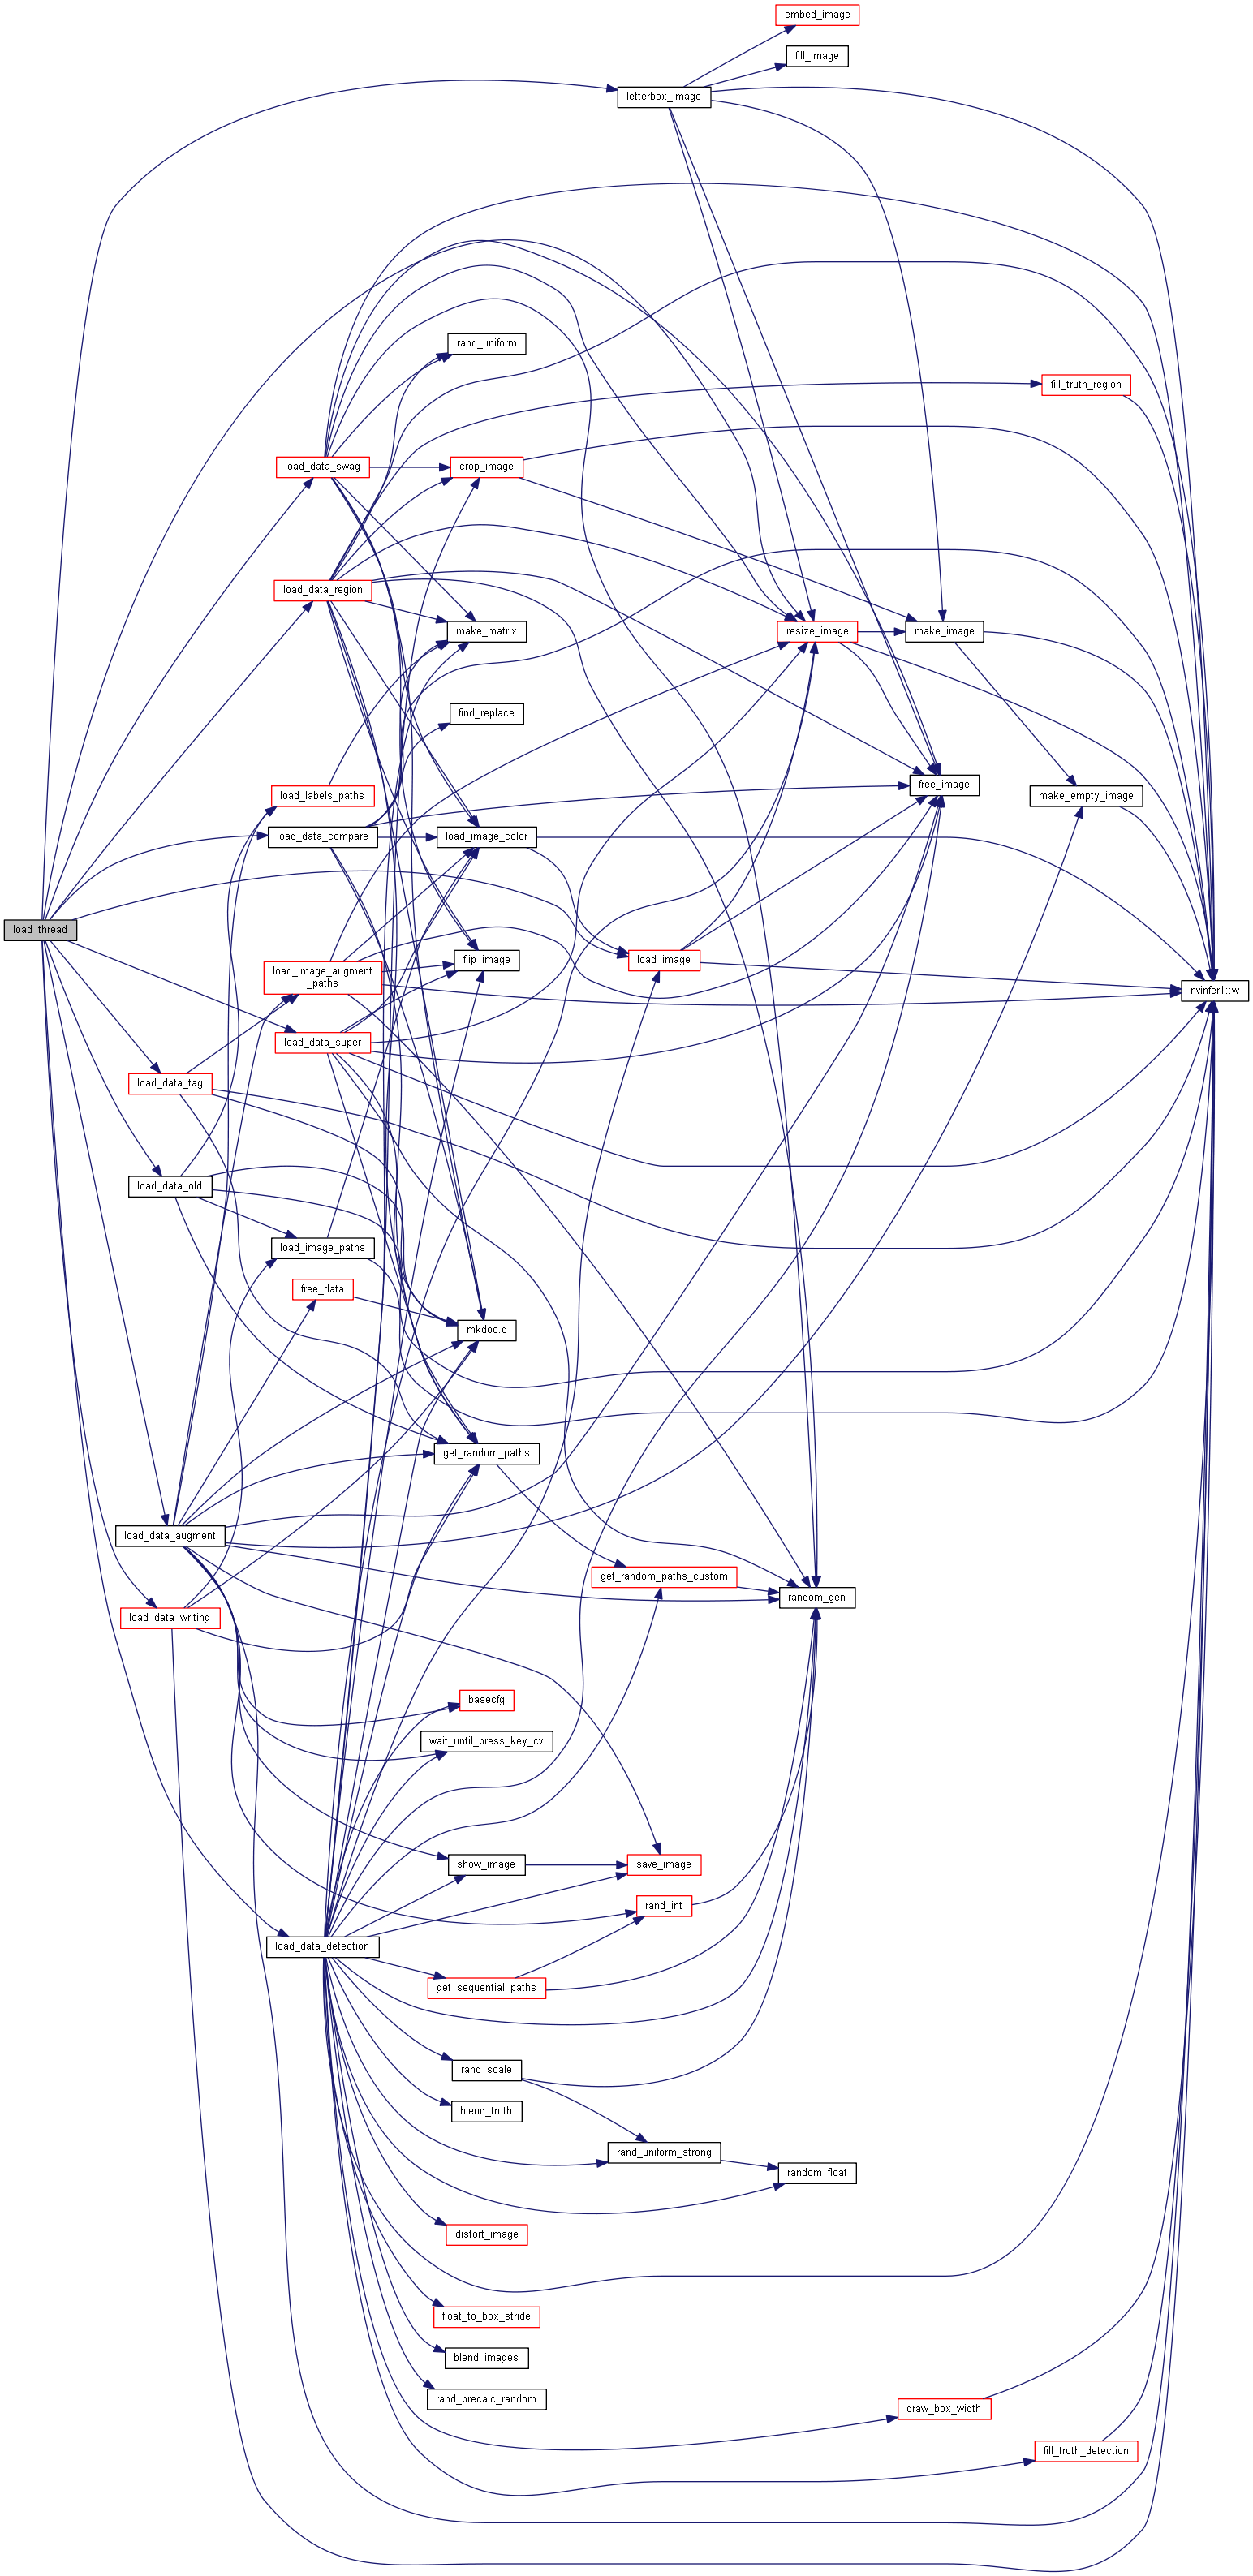 embed_image
fill_image
letterbox_image
rand_uniform
fill_truth_region
load_data_swag
crop_image
load_data_region
make_matrix
resize_image
make_image
find_replace
free_image
load_labels_paths
make_empty_image
load_data_compare
load_image_color
load_thread
flip_image
load_image
load_image_augment
_paths
nvinfer1::w
load_data_super
load_data_tag
load_data_old
load_image_paths
free_data
mkdoc.d
get_random_paths
load_data_augment
get_random_paths_custom
random_gen
load_data_writing
basecfg
wait_until_press_key_cv
show_image
save_image
rand_int
load_data_detection
get_sequential_paths
rand_scale
blend_truth
rand_uniform_strong
random_float
distort_image
float_to_box_stride
blend_images
rand_precalc_random
draw_box_width
fill_truth_detection